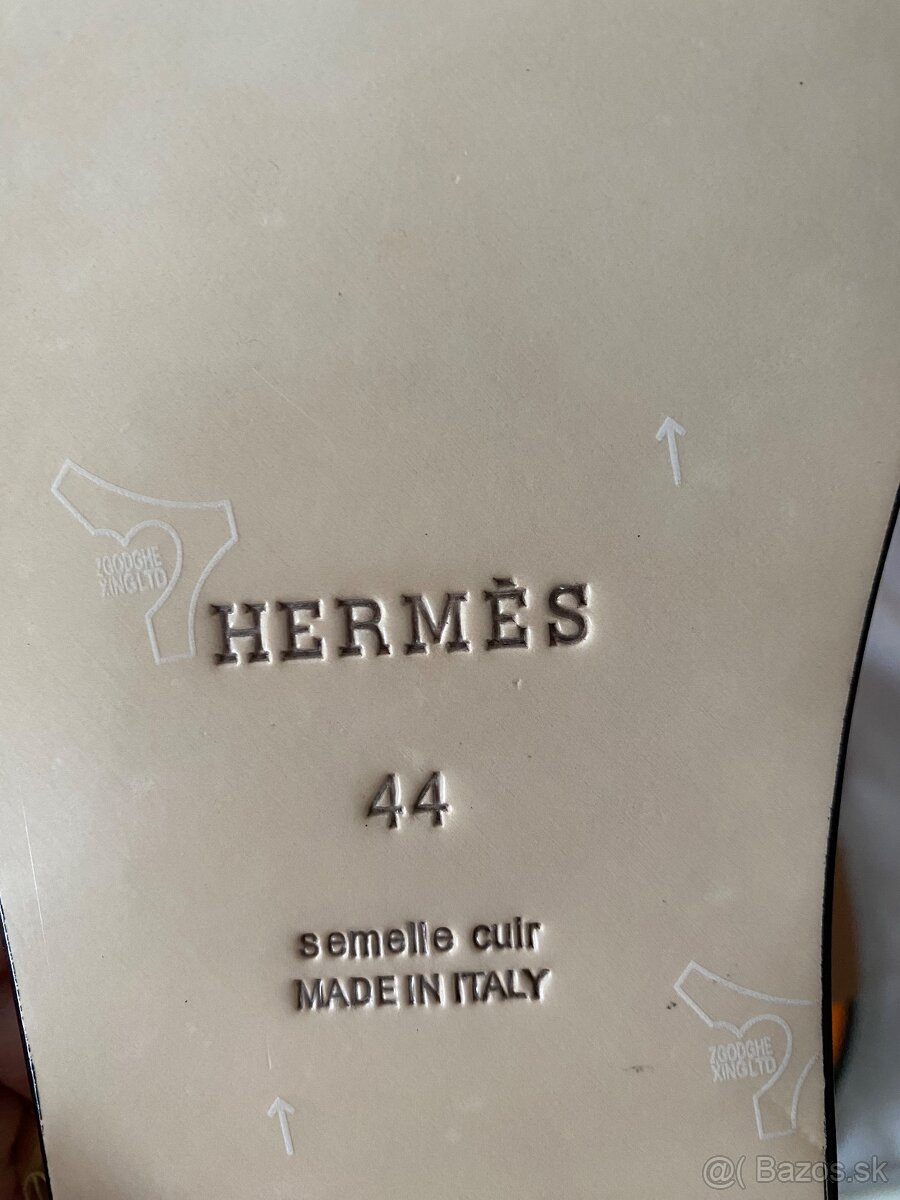 ZGODGHE
XINGLTD
HERMÈS
44
semelle cuir
MADE IN ITALY
ZGODGHE
XINGLTD
@( Bazos.sk